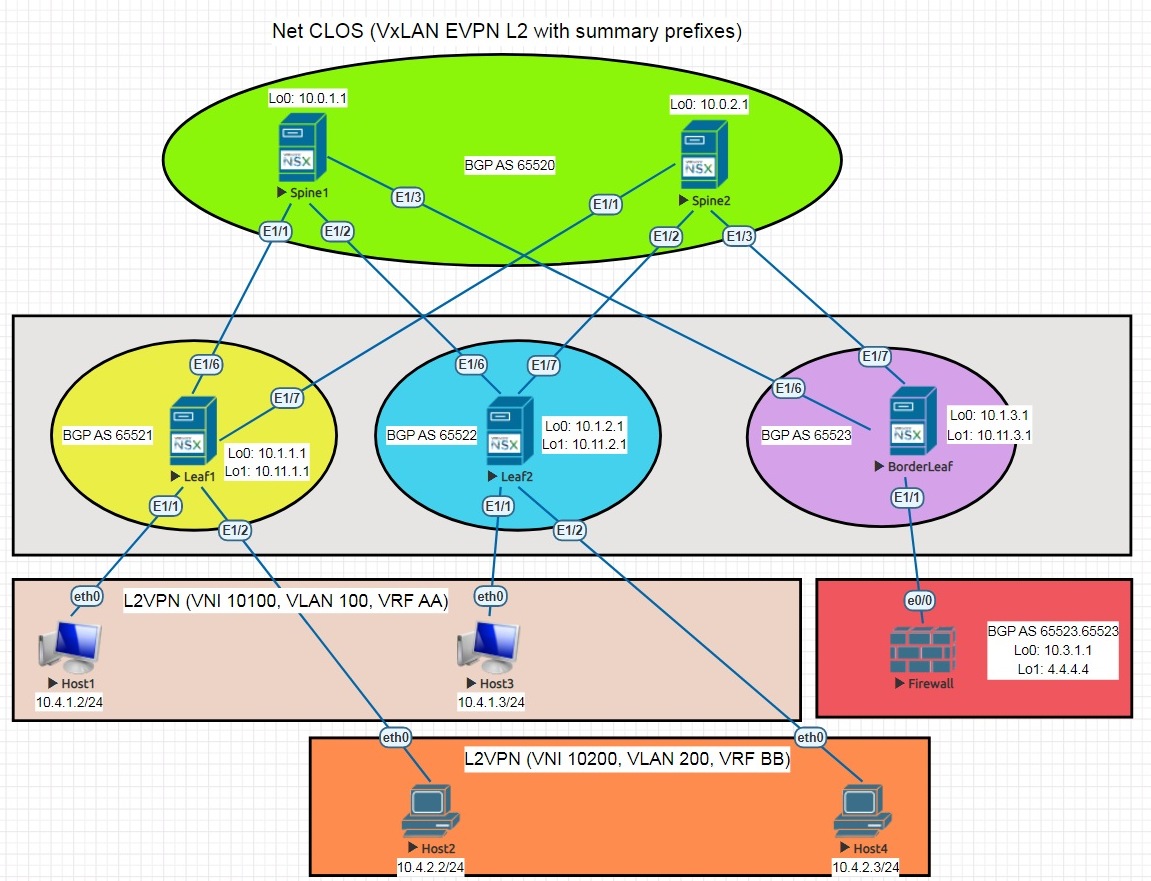 Net CLOS (VxLAN EVPN L2 with summary prefixes)
Lo0: 10.0.1.1
Lo0: 10.0.2.1
NSX
NSX
BGP AS 65520
Spine1
Spine2
E1/3
E1/1
E1/1
E1/2
E1/2
E1/3
E1/6
E1/6
E1/7
E1/7
E1/6
E1/7
BGP AS 65521
NSX
Lo0: 10.1.1.1
Lo1: 10.11.1.1
Leaf1
BGP AS 65522
NSX
Lo0: 10.1.2.1
Lo1: 10.11.2.1
Leaf2
BGP AS 65523
NSX
Lo0: 10.1.3.1
Lo1: 10.11.3.1
BorderLeaf
E1/1
E1/2
E1/1
E1/2
E1/1
eth0
L2VPN (VNI 10100, VLAN 100, VRF AA)
eth0
Host1
10.4.1.2/24
Host3
10.4.1.3/24
e0/0
BGP AS 65523.65523
Lo0: 10.3.1.1
Lo1: 4.4.4.4
Firewall
eth0
L2VPN (VNI 10200, VLAN 200, VRF BB)
eth0
Host2
10.4.2.2/24
Host4
10.4.2.3/24